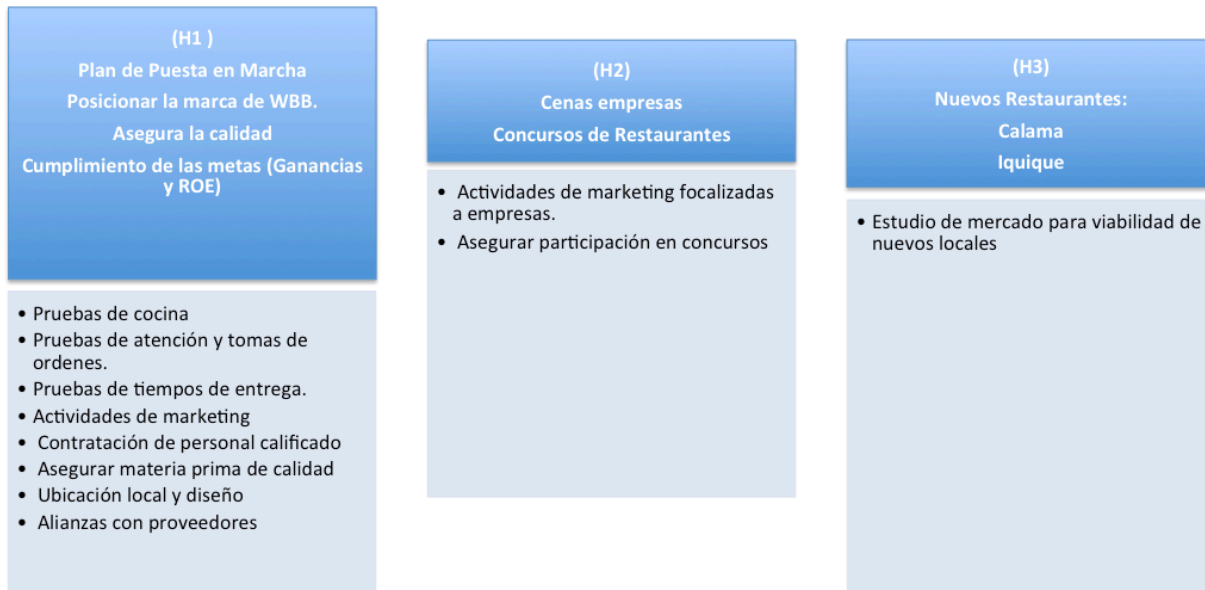 (H1 )
Plan de Puesta en Marcha
Posicionar la marca de WBB.
Asegura la calidad
Cumplimiento de las metas (Ganancias
y ROE)
• Pruebas de cocina
• Pruebas de atención y tomas de
ordenes.
• Pruebas de tiempos de entrega.
• Actividades de marketing
• Contratación de personal calificado
• Asegurar materia prima de calidad
• Ubicación local y diseño
• Alianzas con proveedores
(H2)
Cenas empresas
Concursos de Restaurantes
• Actividades de marketing focalizadas
a empresas.
• Asegurar participación en concursos
(H3)
Nuevos Restaurantes:
Calama
Iquique
• Estudio de mercado para viabilidad de
nuevos locales